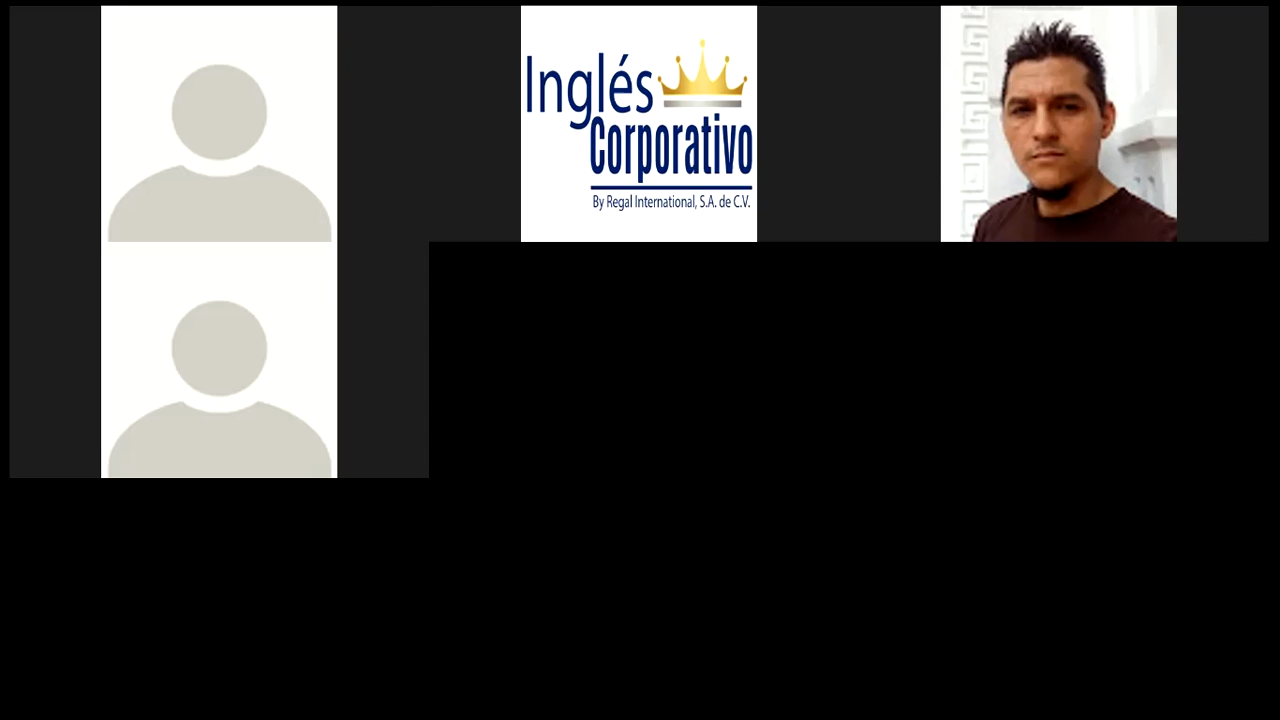 Inglés
Corporativo
By Regal International, S.A. de C.V.